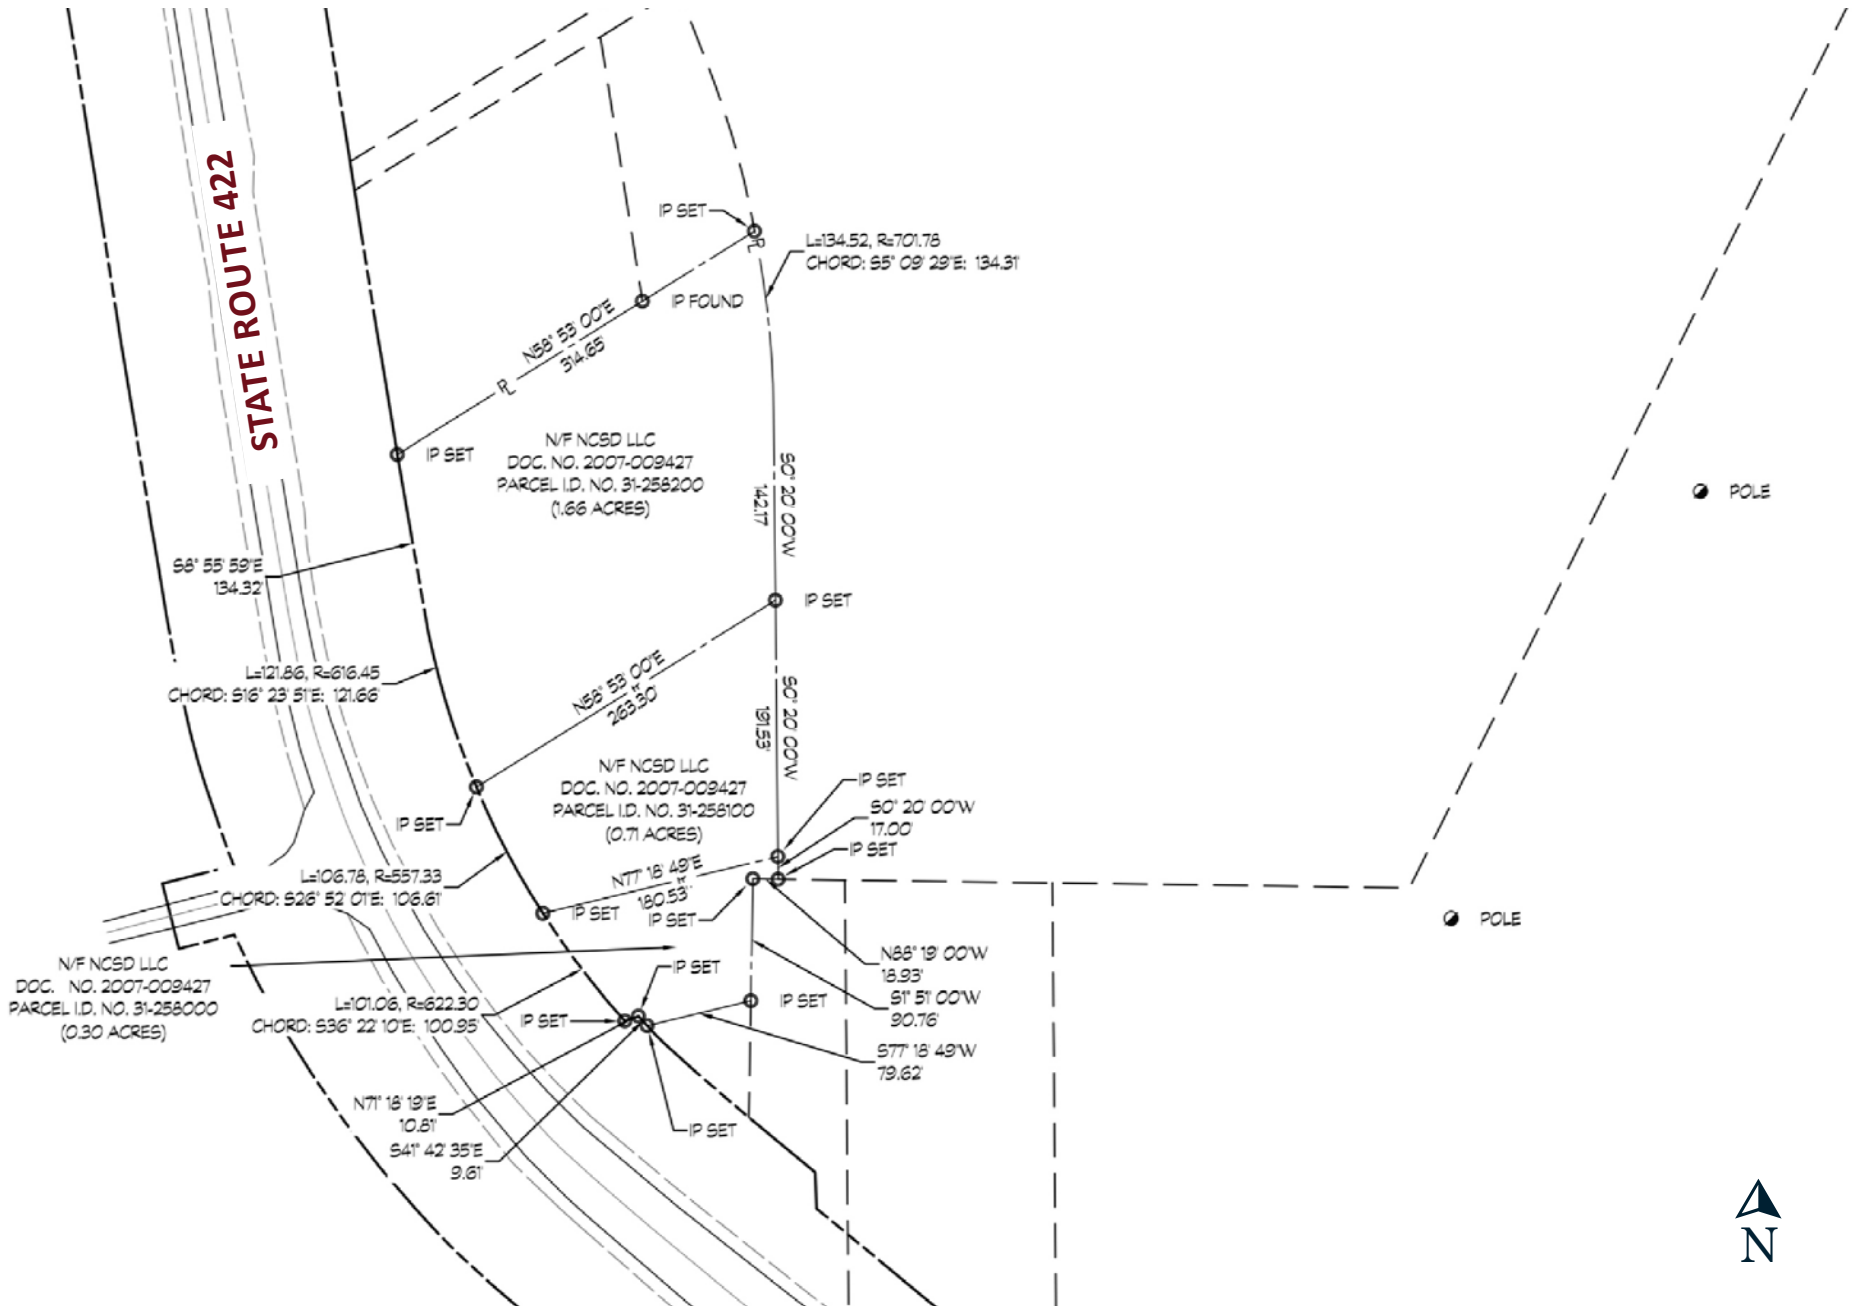 STATE ROUTE 422
IP SET
L=134.52, R=701.78
CHORD: S5° 09' 29"E: 134.31'
IP FOUND
N58° 53' 00"E
314.65'
PL
PL
IP SET
N/F NCSD LLC
DOC. NO. 2007-009427
PARCEL I.D. NO. 31-258200
(1.66 ACRES)
S0° 20' 00"W
142.17'
POLE
S8° 55' 59"E
134.32'
IP SET
L=121.86, R=616.45
CHORD: S16° 23' 51"E: 121.66'
N58° 53' 00"E
263.30'
S0° 20' 00"W
191.53'
N/F NCSD LLC
DOC. NO. 2007-009427
PARCEL I.D. NO. 31-258100
(0.71 ACRES)
IP SET
IP SET
S0° 20' 00"W
17.00'
IP SET
L=106.78, R=557.33
CHORD: S26° 52' 01"E: 106.61'
N77° 18' 49"E
180.53'
IP SET
IP SET
POLE
N/F NCSD LLC
DOC. NO. 2007-009427
PARCEL I.D. NO. 31-258000
(0.30 ACRES)
N88° 19' 00"W
18.93'
IP SET
S1° 51' 00"W
90.76'
L=101.06, R=622.30
CHORD: S36° 22' 10"E: 100.95'
IP SET
IP SET
S77° 18' 49"W
79.62'
N71° 18' 19"E
10.81'
IP SET
S41° 42' 35"E
9.61'
N